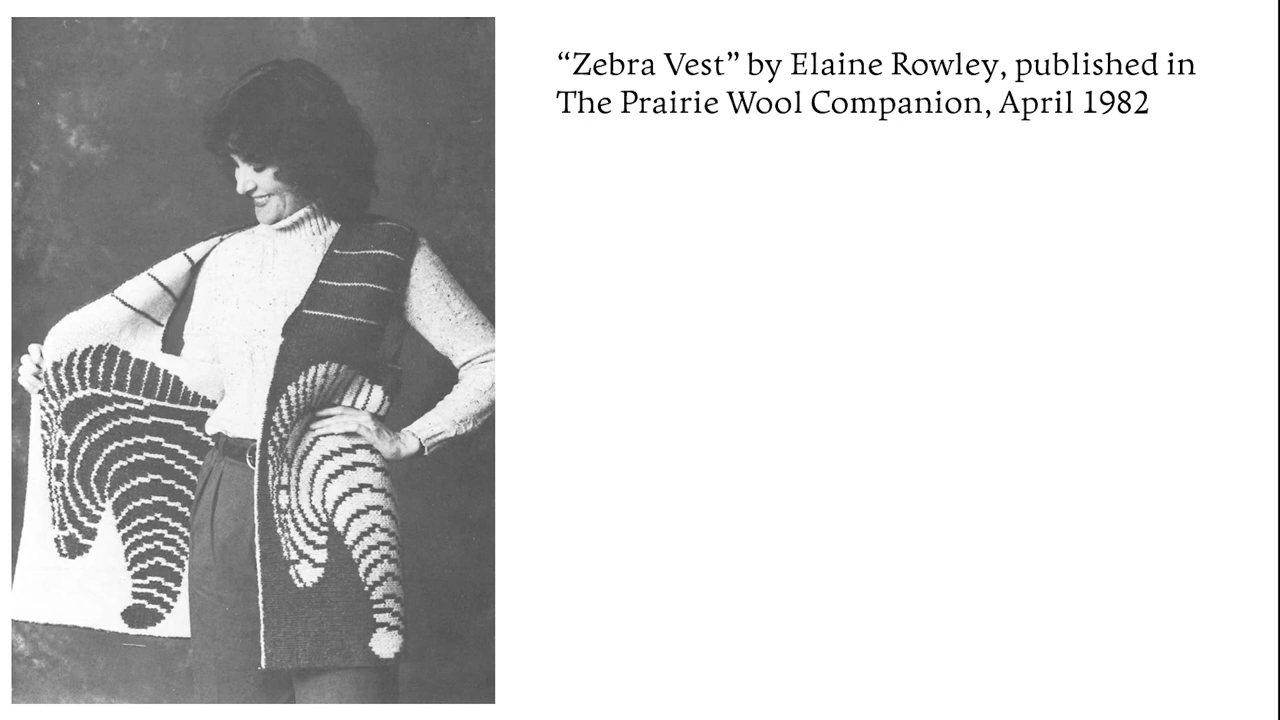 “Zebra Vest” by Elaine Rowley, published in
The Prairie Wool Companion, April 1982